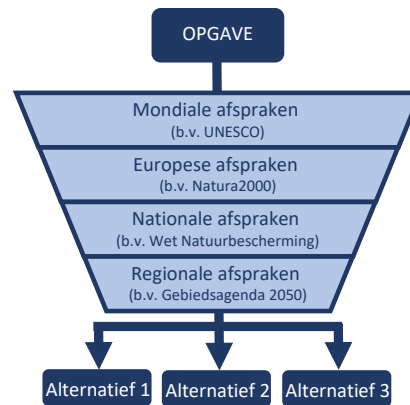 OPGAVE
Mondiale afspraken
(b.v. UNESCO)
Europese afspraken
(b.v. Natura2000)
Nationale afspraken
(b.v. Wet Natuurbescherming)
Regionale afspraken
(b.v. Gebiedsagenda 2050)
Alternatief 1
Alternatief 2
Alternatief 3